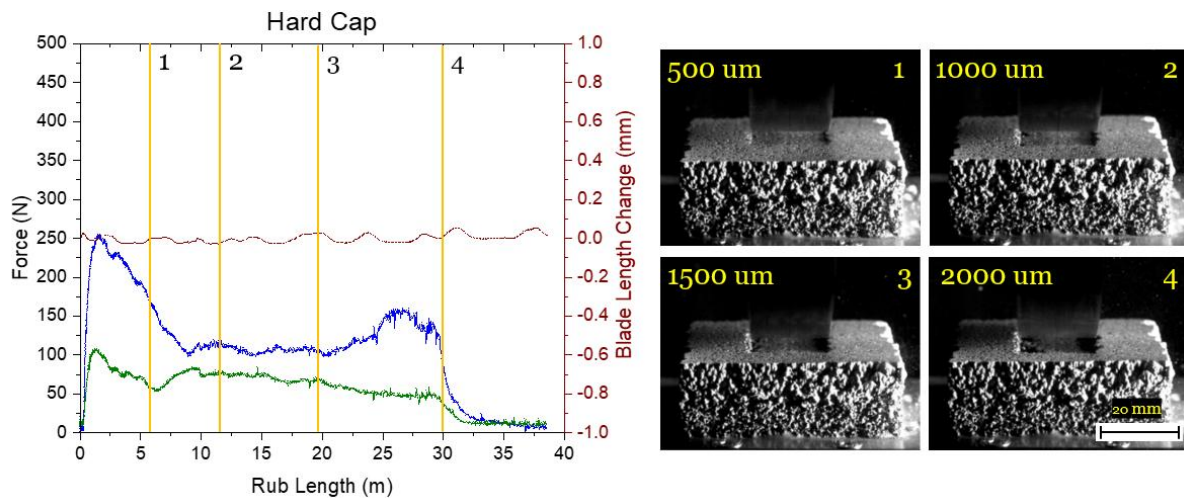 Hard Cap
500
450
400
350
300
250
200
150
100
50
0
Force (N)
1 2 3 4
1.0
0.8
0.6
0.4
0.2
0.0
-0.2
-0.4
-0.6
-0.8
-1.0
Blade Length Change (mm)
0 5 10 15 20 25 30 35 40
Rub Length (m)
500 um 1
1000 um 2
1500 um 3
2000 um 4
20 mm